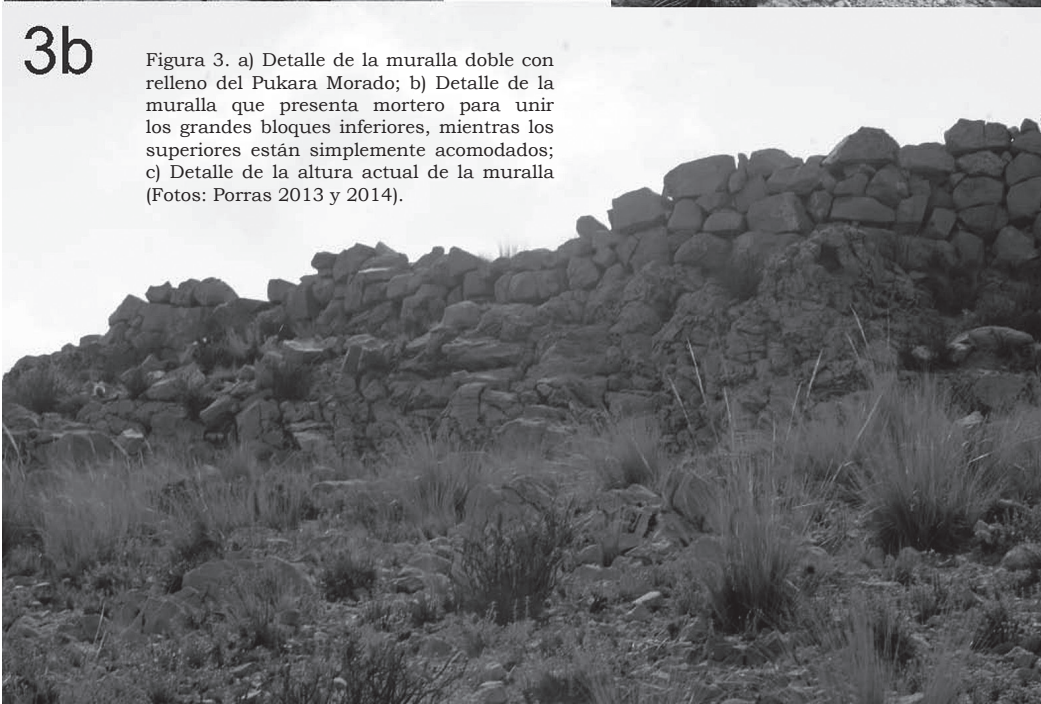 3b
Figura 3. a) Detalle de la muralla doble con
relleno del Pukara Morado; b) Detalle de la
muralla que presenta mortero para unir
los grandes bloques inferiores, mientras los
superiores están simplemente acomodados;
c) Detalle de la altura actual de la muralla
(Fotos: Porras 2013 y 2014).